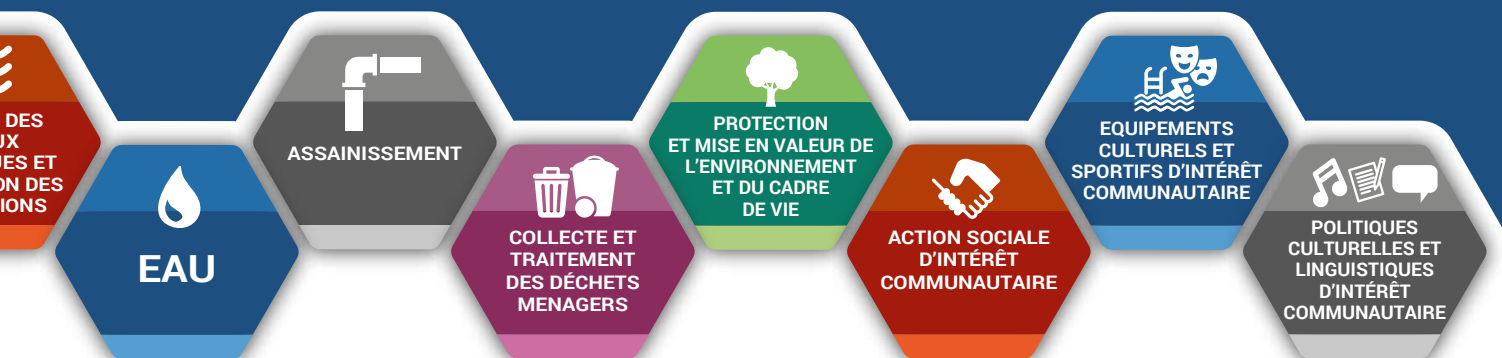 DES
UX
UES ET
ON DES
IONS
EAU
ASSAINISSEMENT
COLLECTE ET
TRAITEMENT
DES DÉCHETS
MENAGERS
PROTECTION
ET MISE EN VALEUR DE
L'ENVIRONNEMENT
ET DU CADRE
DE VIE
ACTION SOCIALE
D'INTÉRÊT
COMMUNAUTAIRE
EQUIPEMENTS
CULTURELS ET
SPORTIFS D'INTÉRÊT
COMMUNAUTAIRE
POLITIQUES
CULTURELLES ET
LINGUISTIQUES
D'INTÉRÊT
COMMUNAUTAIRE